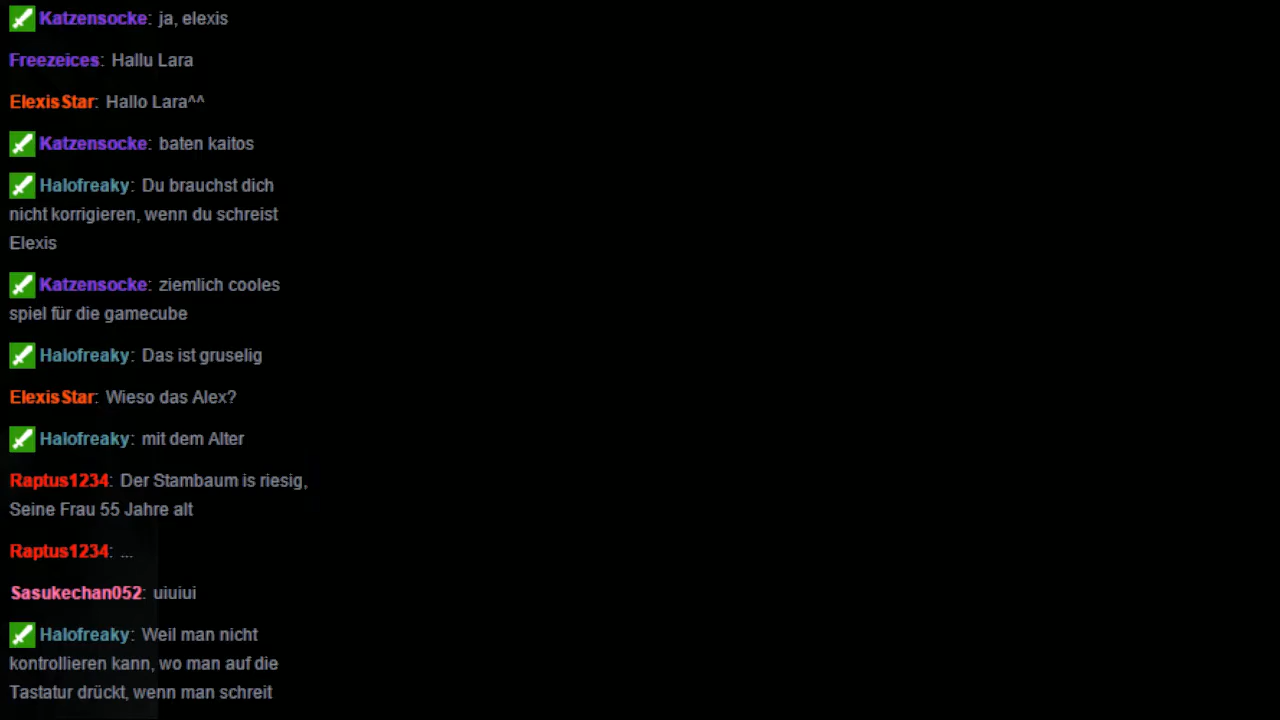 Katzensocke: ja, elexis
Freezeices: Hallu Lara
ElexisStar: Hallo Lara^^
Katzensocke: baten kaitos
Halofreaky: Du brauchst dich
nicht korrigieren, wenn du schreist
Elexis
Katzensocke: ziemlich cooles
spiel für die gamecube
Halofreaky: Das ist gruselig
ElexisStar: Wieso das Alex?
Halofreaky: mit dem Alter
Raptus1234: Der Stambaum is riesig,
Seine Frau 55 Jahre alt
Raptus1234: ...
Sasukechan052: uiuiui
Halofreaky: Weil man nicht
kontrollieren kann, wo man auf die
Tastatur drückt, wenn man schreit